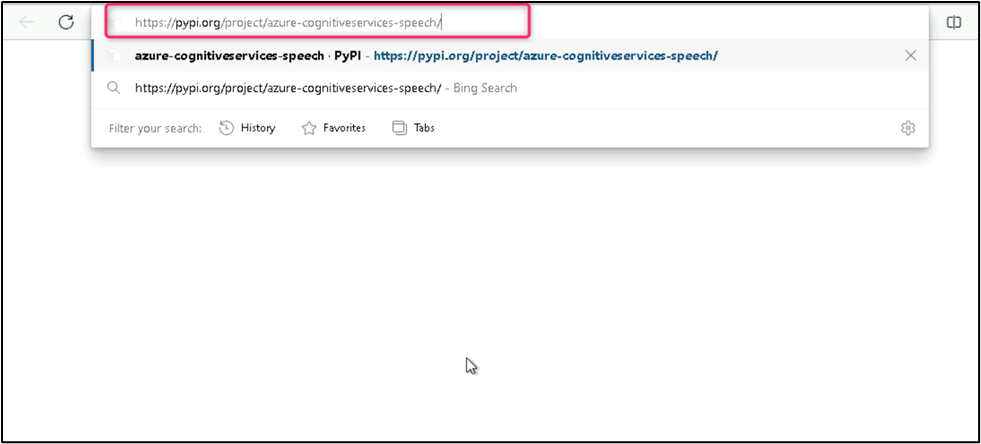 https://pypi.org/project/azure-cognitiveservices-speech/
azure-cognitiveservices-speech · PyPI - https://pypi.org/project/azure-cognitiveservices-speech/
https://pypi.org/project/azure-cognitiveservices-speech/ - Bing Search
Filter your search: History Favorites Tabs